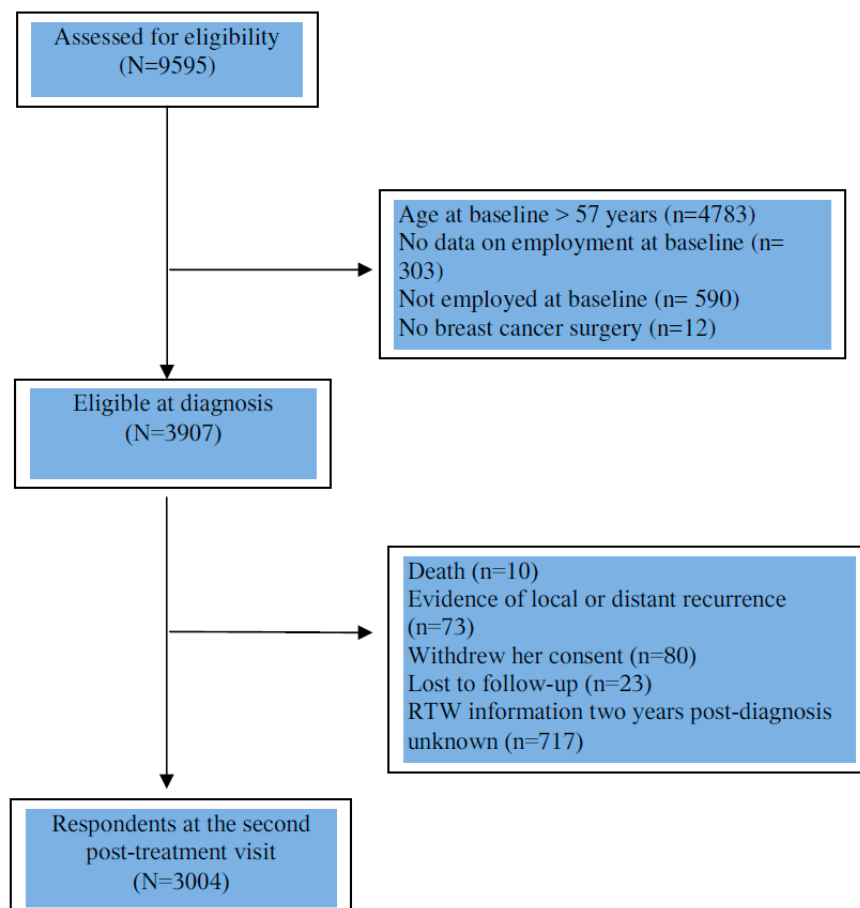 Assessed for eligibility
(N=9595)
Age at baseline > 57 years (n=4783)
No data on employment at baseline (n=
303)
Not employed at baseline (n= 590)
No breast cancer surgery (n=12)
Eligible at diagnosis
(N=3907)
Death (n=10)
Evidence of local or distant recurrence
(n=73)
Withdrew her consent (n=80)
Lost to follow-up (n=23)
RTW information two years post-diagnosis
unknown (n=717)
Respondents at the second
post-treatment visit
(N=3004)